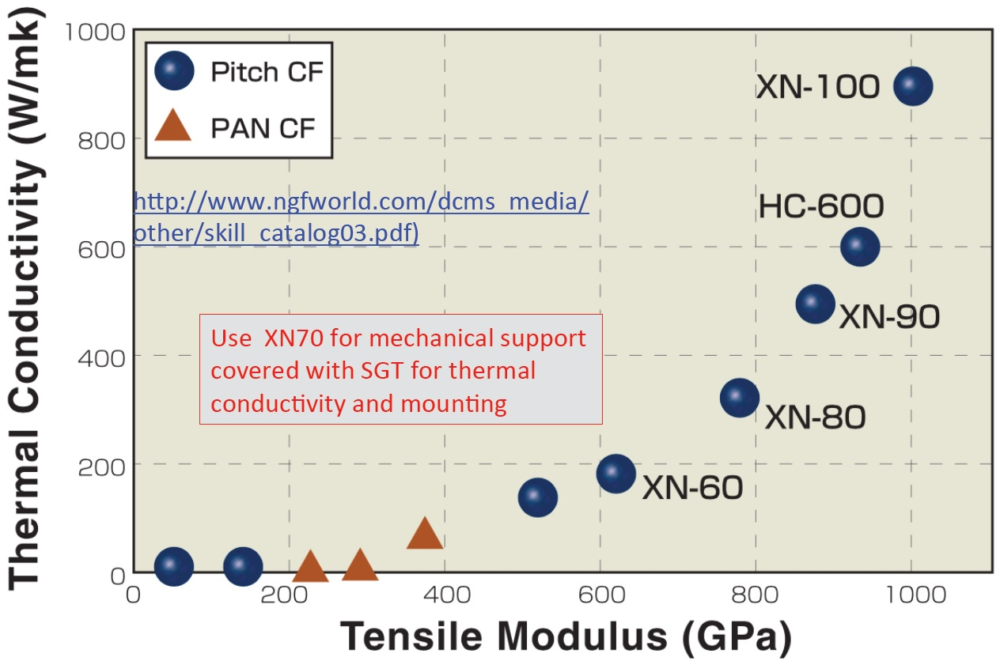 Thermal Conductivity (W/mk)
1000
800
600
400
200
0
Pitch CF
PAN CF
http://www.ngfworld.com/dcms_media/
other/skill_catalog03.pdf)
Use XN70 for mechanical support
covered with SGT for thermal
conductivity and mounting
XN-100
HC-600
XN-90
XN-80
XN-60
0
200
400
600
800
1000
Tensile Modulus (GPa)